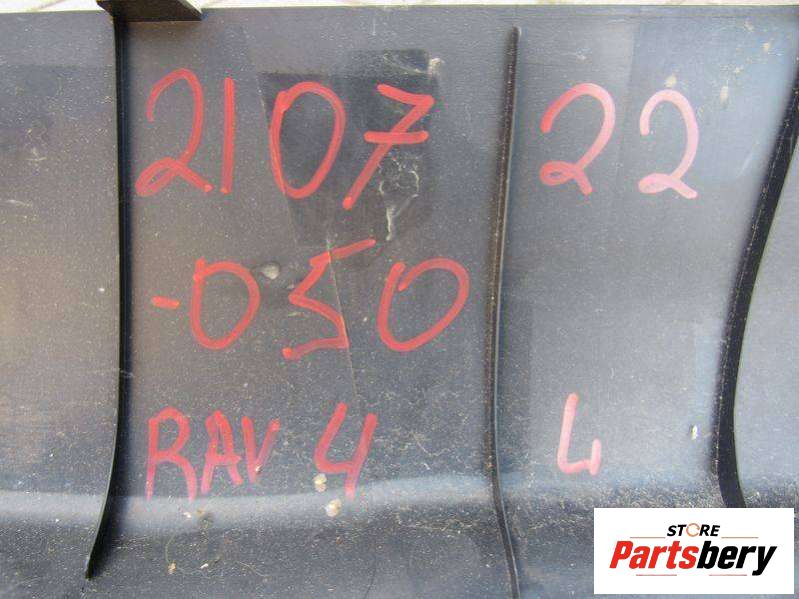 2107 22
-050
RAV 4 L
STORE
Partsbery